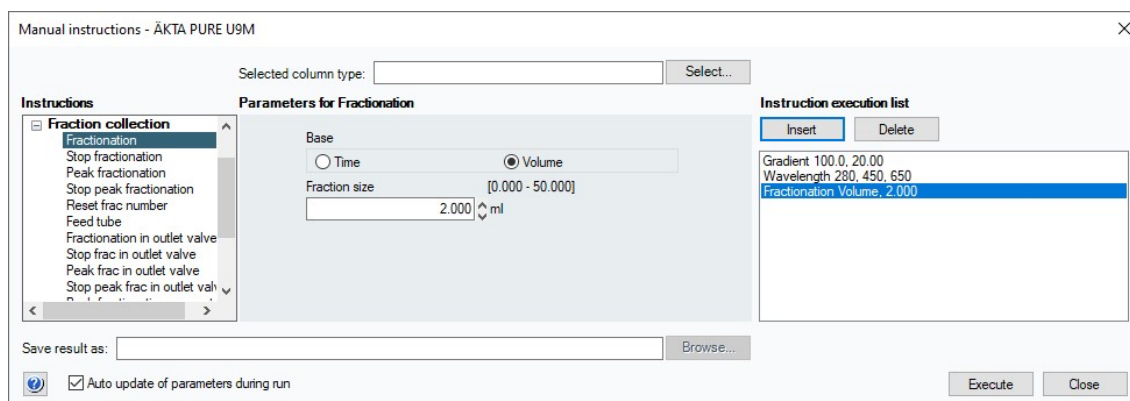 Manual instructions - ÄKTA PURE U9M
Selected column type:
Select...
Instructions
Fraction collection
Fractionation
Stop fractionation
Peak fractionation
Stop peak fractionation
Reset frac number
Feed tube
Fractionation in outlet valve
Stop frac in outlet valve
Peak frac in outlet valve
Stop peak frac in outlet valv
Parameters for Fractionation
Base
Time
Volume
Fraction size [0.000 - 50.000]
2.000 ml
Instruction execution list
Insert Delete
Gradient 100.0, 20.00
Wavelength 280, 450, 650
Fractionation Volume, 2.000
Save result as:
Browse...
Auto update of parameters during run
Execute Close